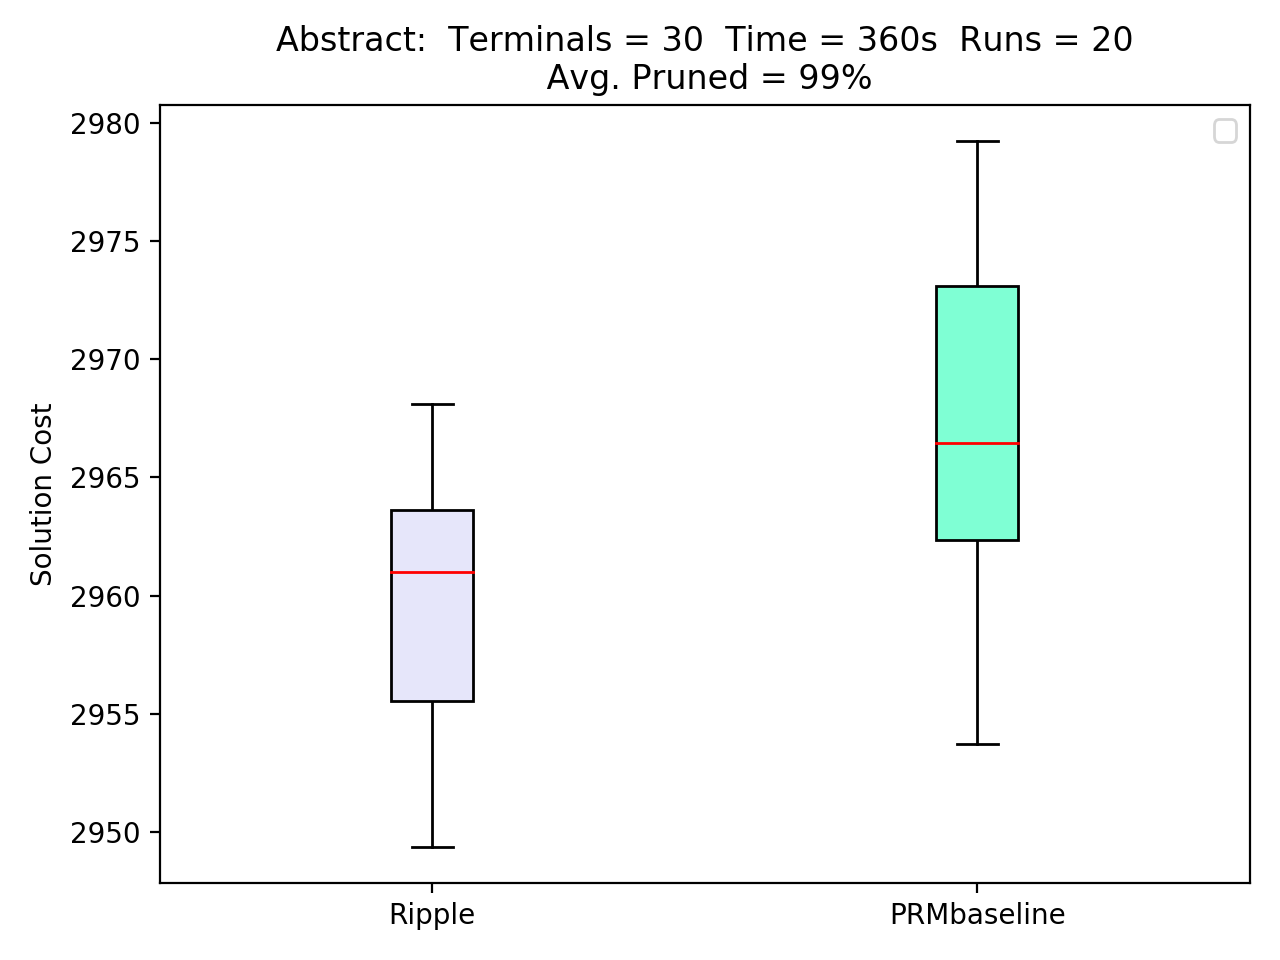 Abstract:  Terminals = 30  Time = 360s  Runs = 20
Avg. Pruned = 99%
2980
2975
2970
2965
2960
2955
2950
Solution Cost
Ripple
PRMbaseline